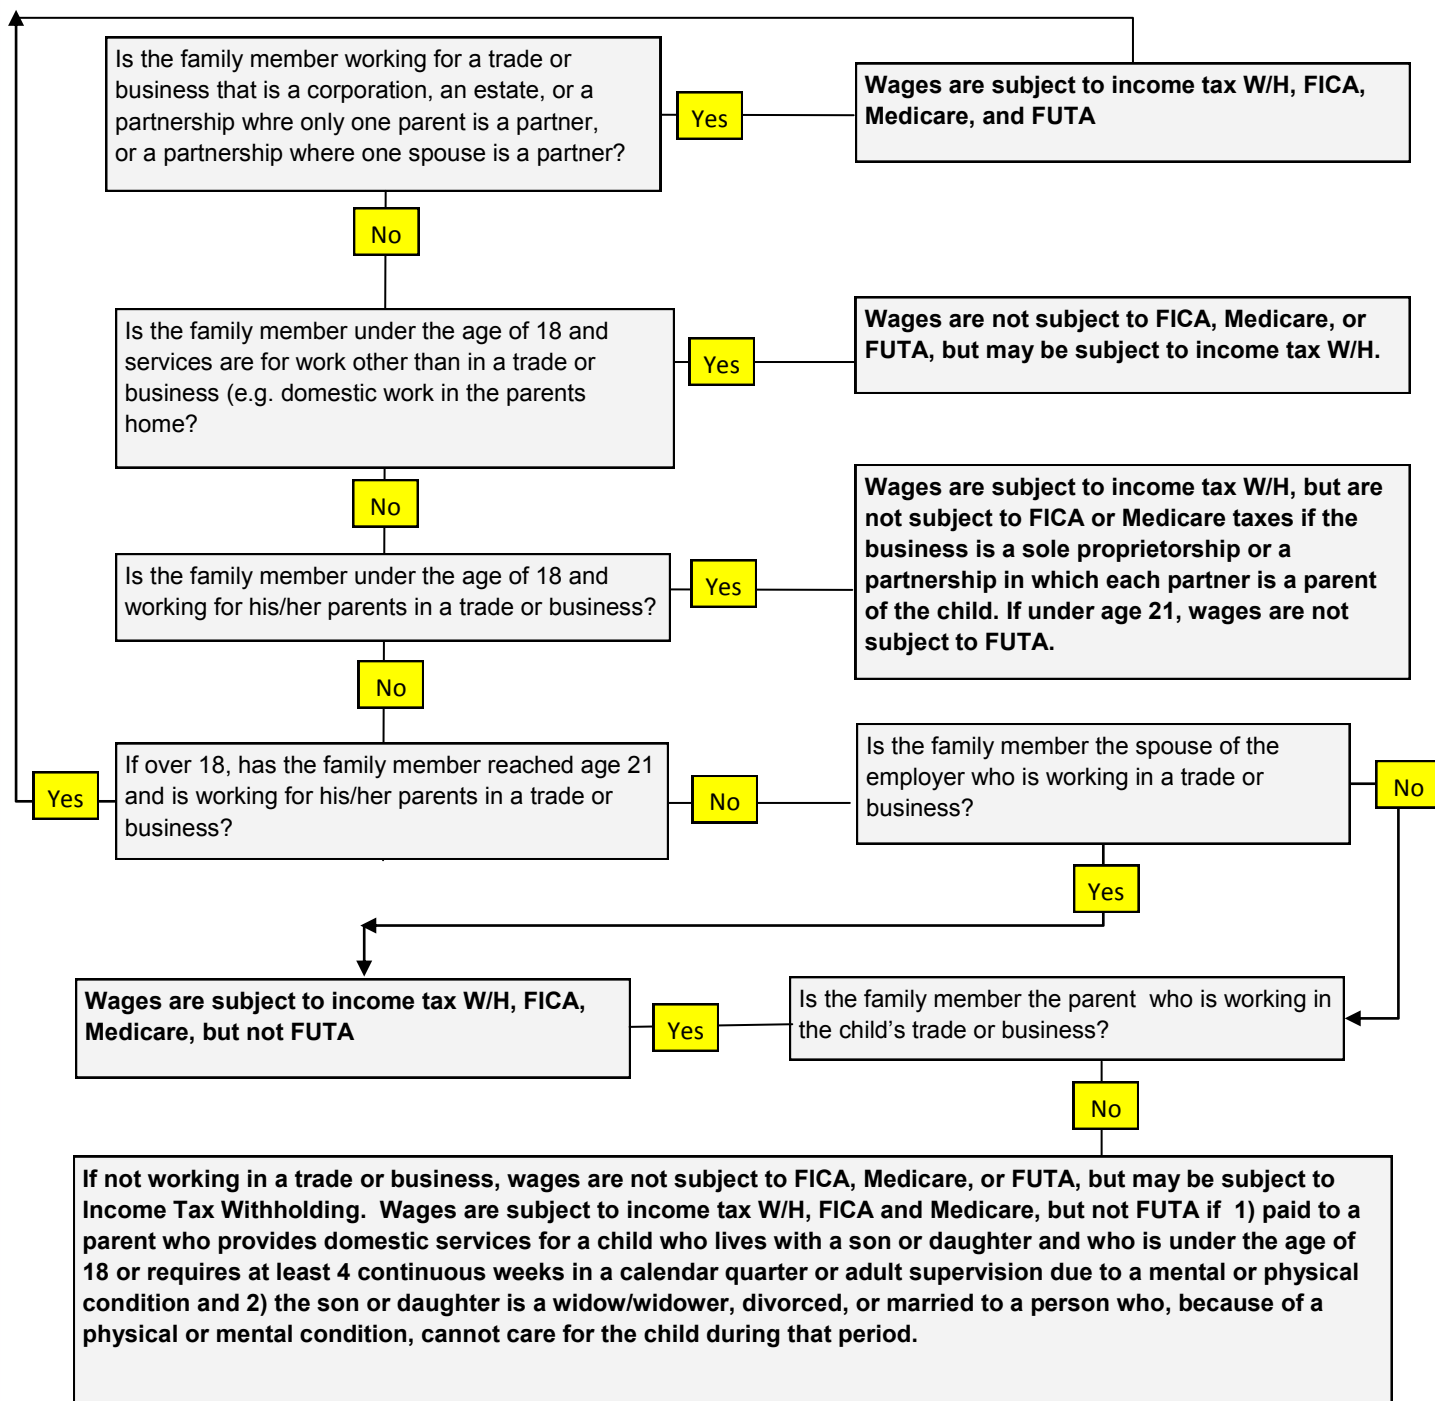 Is the family member working for a trade or
business that is a corporation, an estate, or a
partnership whre only one parent is a partner,
or a partnership where one spouse is a partner?
Yes
Wages are subject to income tax W/H, FICA,
Medicare, and FUTA
No
Is the family member under the age of 18 and
services are for work other than in a trade or
business (e.g. domestic work in the parents
home?
Yes
Wages are not subject to FICA, Medicare, or
FUTA, but may be subject to income tax W/H.
No
Is the family member under the age of 18 and
working for his/her parents in a trade or business?
Yes
Wages are subject to income tax W/H, but are
not subject to FICA or Medicare taxes if the
business is a sole proprietorship or a
partnership in which each partner is a parent
of the child. If under age 21, wages are not
subject to FUTA.
No
Yes
If over 18, has the family member reached age 21
and is working for his/her parents in a trade or
business?
No
Is the family member the spouse of the
employer who is working in a trade or
business?
No
Yes
Wages are subject to income tax W/H, FICA,
Medicare, but not FUTA
Yes
Is the family member the parent  who is working in
the child’s trade or business?
No
If not working in a trade or business, wages are not subject to FICA, Medicare, or FUTA, but may be subject to
Income Tax Withholding.  Wages are subject to income tax W/H, FICA and Medicare, but not FUTA if  1) paid to a
parent who provides domestic services for a child who lives with a son or daughter and who is under the age of
18 or requires at least 4 continuous weeks in a calendar quarter or adult supervision due to a mental or physical
condition and 2) the son or daughter is a widow/widower, divorced, or married to a person who, because of a
physical or mental condition, cannot care for the child during that period.